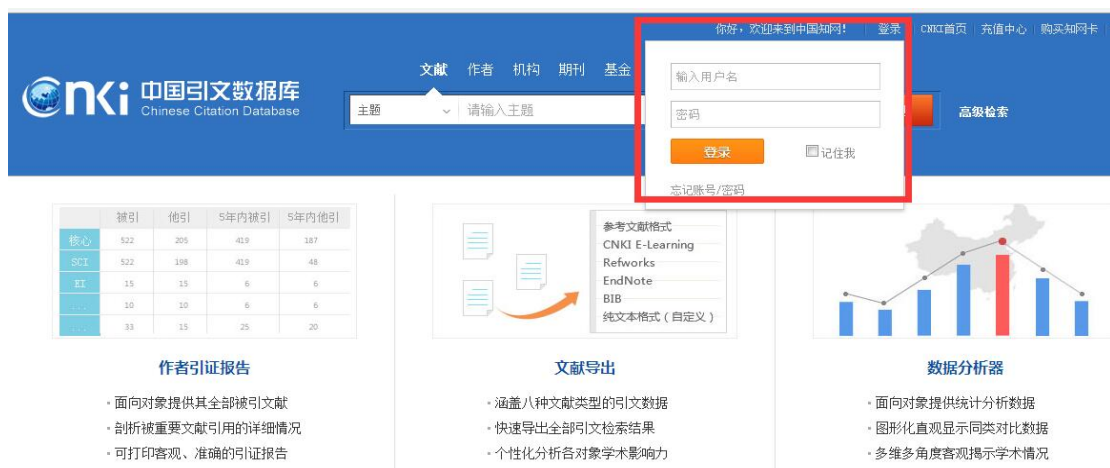 你好，欢迎来到中国知网! 登录 CNKI首页 充值中心 购买知网卡
文献 作者 机构 期刊 基金
cnki 中国引文数据库
Chinese Citation Database
主题 请输入主题
高级检索
输入用户名
密码
登录 记住我
忘记账号/密码
被引 他引 5年内被引 5年内他引
核心 522 205 419 187
SCI 522 198 419 48
EI 15 15 6 6
... 10 10 6 6
... 33 15 25 20
参考文献格式
CNKI E-Learning
Refworks
EndNote
BIB
纯文本格式（自定义）
作者引证报告
· 面向对象提供其全部被引文献
· 剖析被重要文献引用的详细情况
· 可打印客观、准确的引证报告
文献导出
· 涵盖八种文献类型的引文数据
· 快速导出全部引文检索结果
· 个性化分析各对象学术影响力
数据分析器
· 面向对象提供统计分析数据
· 图形化直观显示同类对比数据
· 多维多角度客观揭示学术情况